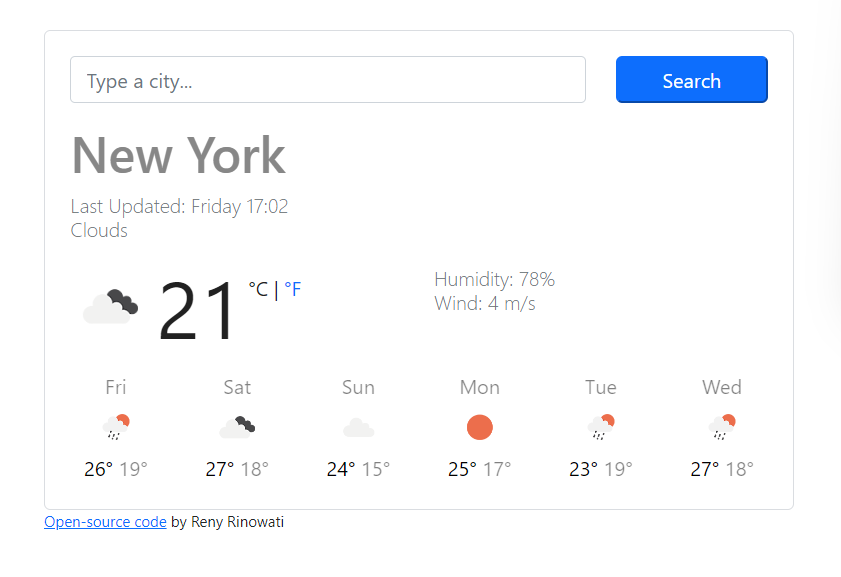 Type a city...
Search
New York
Last Updated: Friday 17:02
Clouds
21 °C | °F
Humidity: 78%
Wind: 4 m/s
Fri Sat Sun Mon Tue Wed
26° 19° 27° 18° 24° 15° 25° 17° 23° 19° 27° 18°
Open-source code by Reny Rinowati